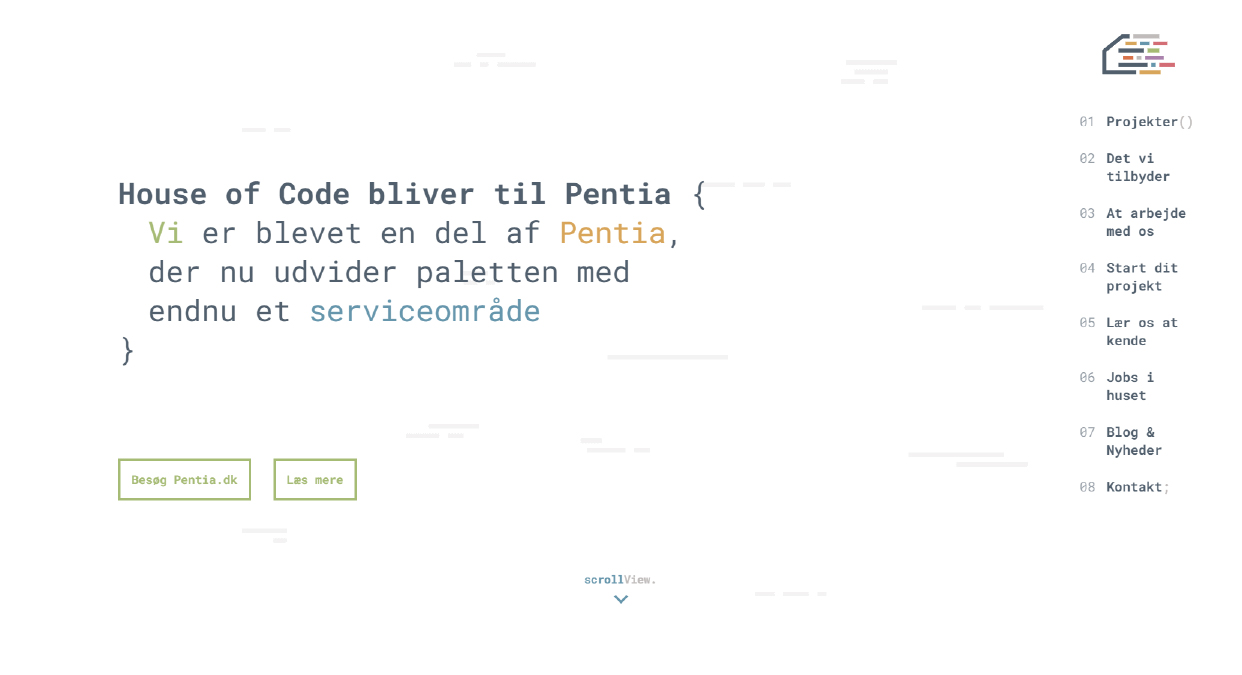 House of Code bliver til Pentia {
Vi er blevet en del af Pentia,
der nu udvider paletten med
endnu et serviceområde
}
Besøg Pentia.dk
Læs mere
scrollView.
01 Projekter()
02 Det vi
tilbyder
03 At arbejde
med os
04 Start dit
projekt
05 Lær os at
kende
06 Jobs i
huset
07 Blog &
Nyheder
08 Kontakt;